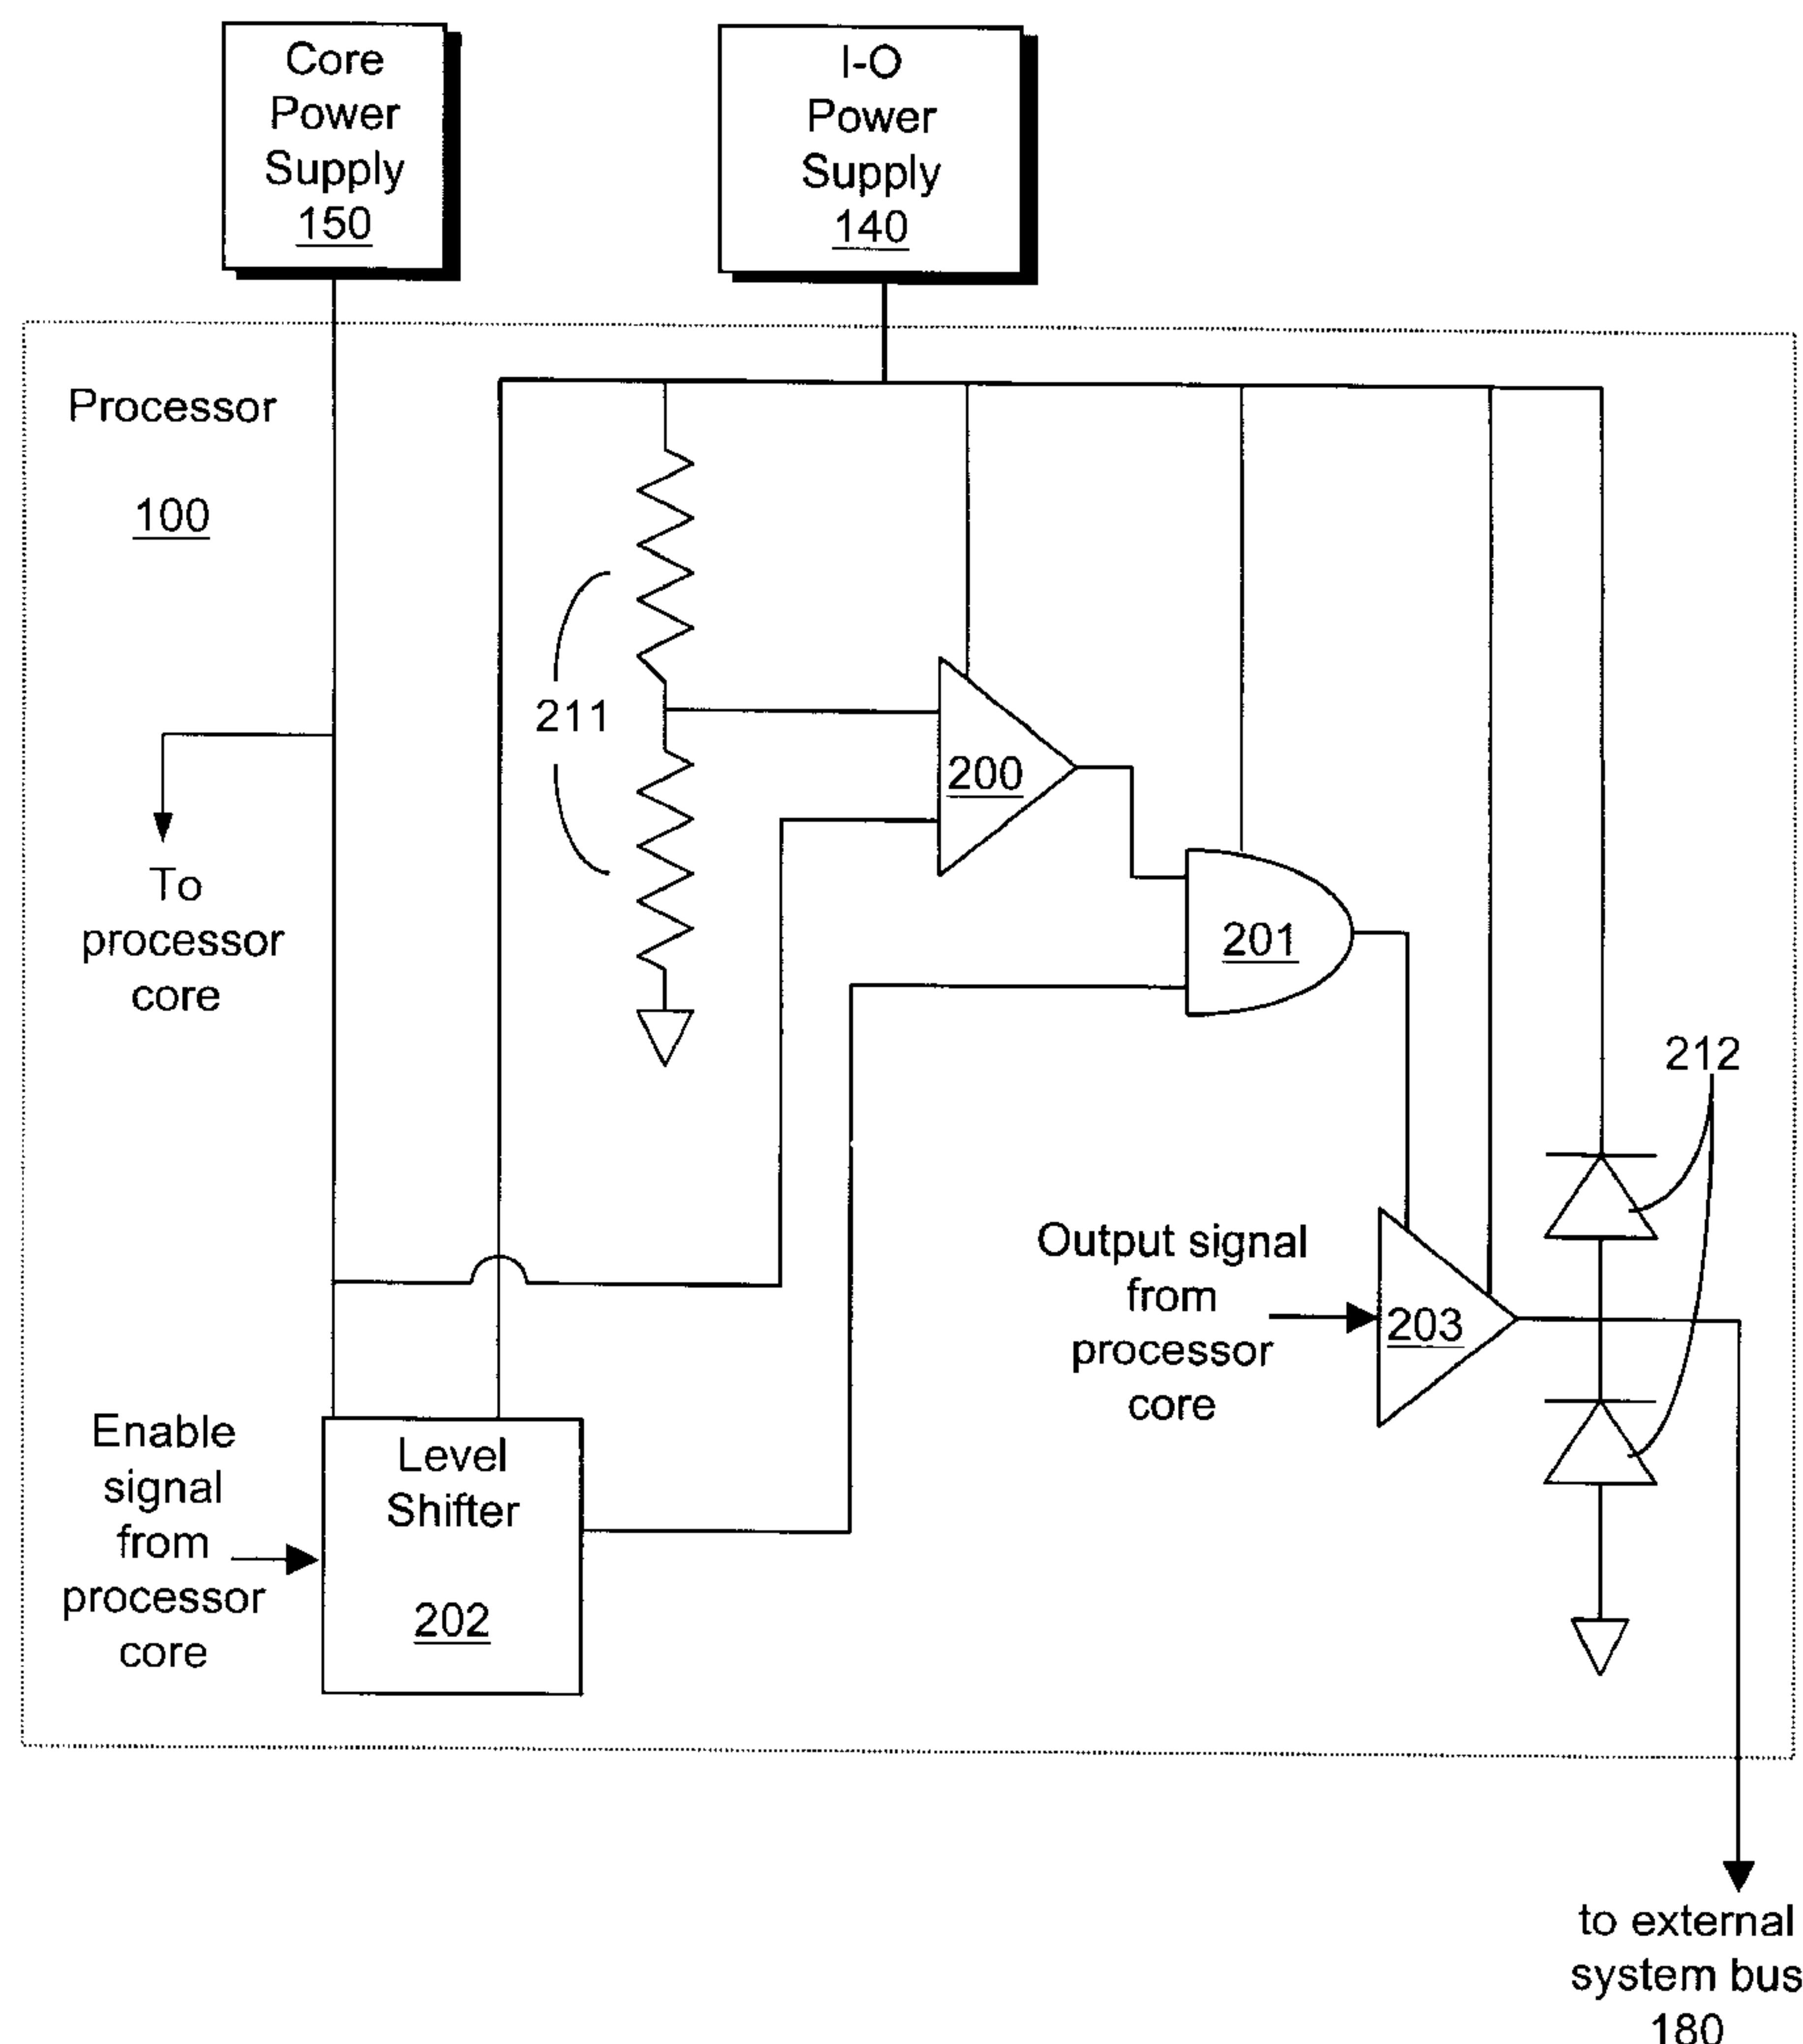 Core
Power
Supply
150
I-O
Power
Supply
140
Processor
100
211
200
To
processor
core
201
212
Output signal
from
processor
core
203
Enable
signal
from
processor
core
Level
Shifter
202
to external
system bus
180